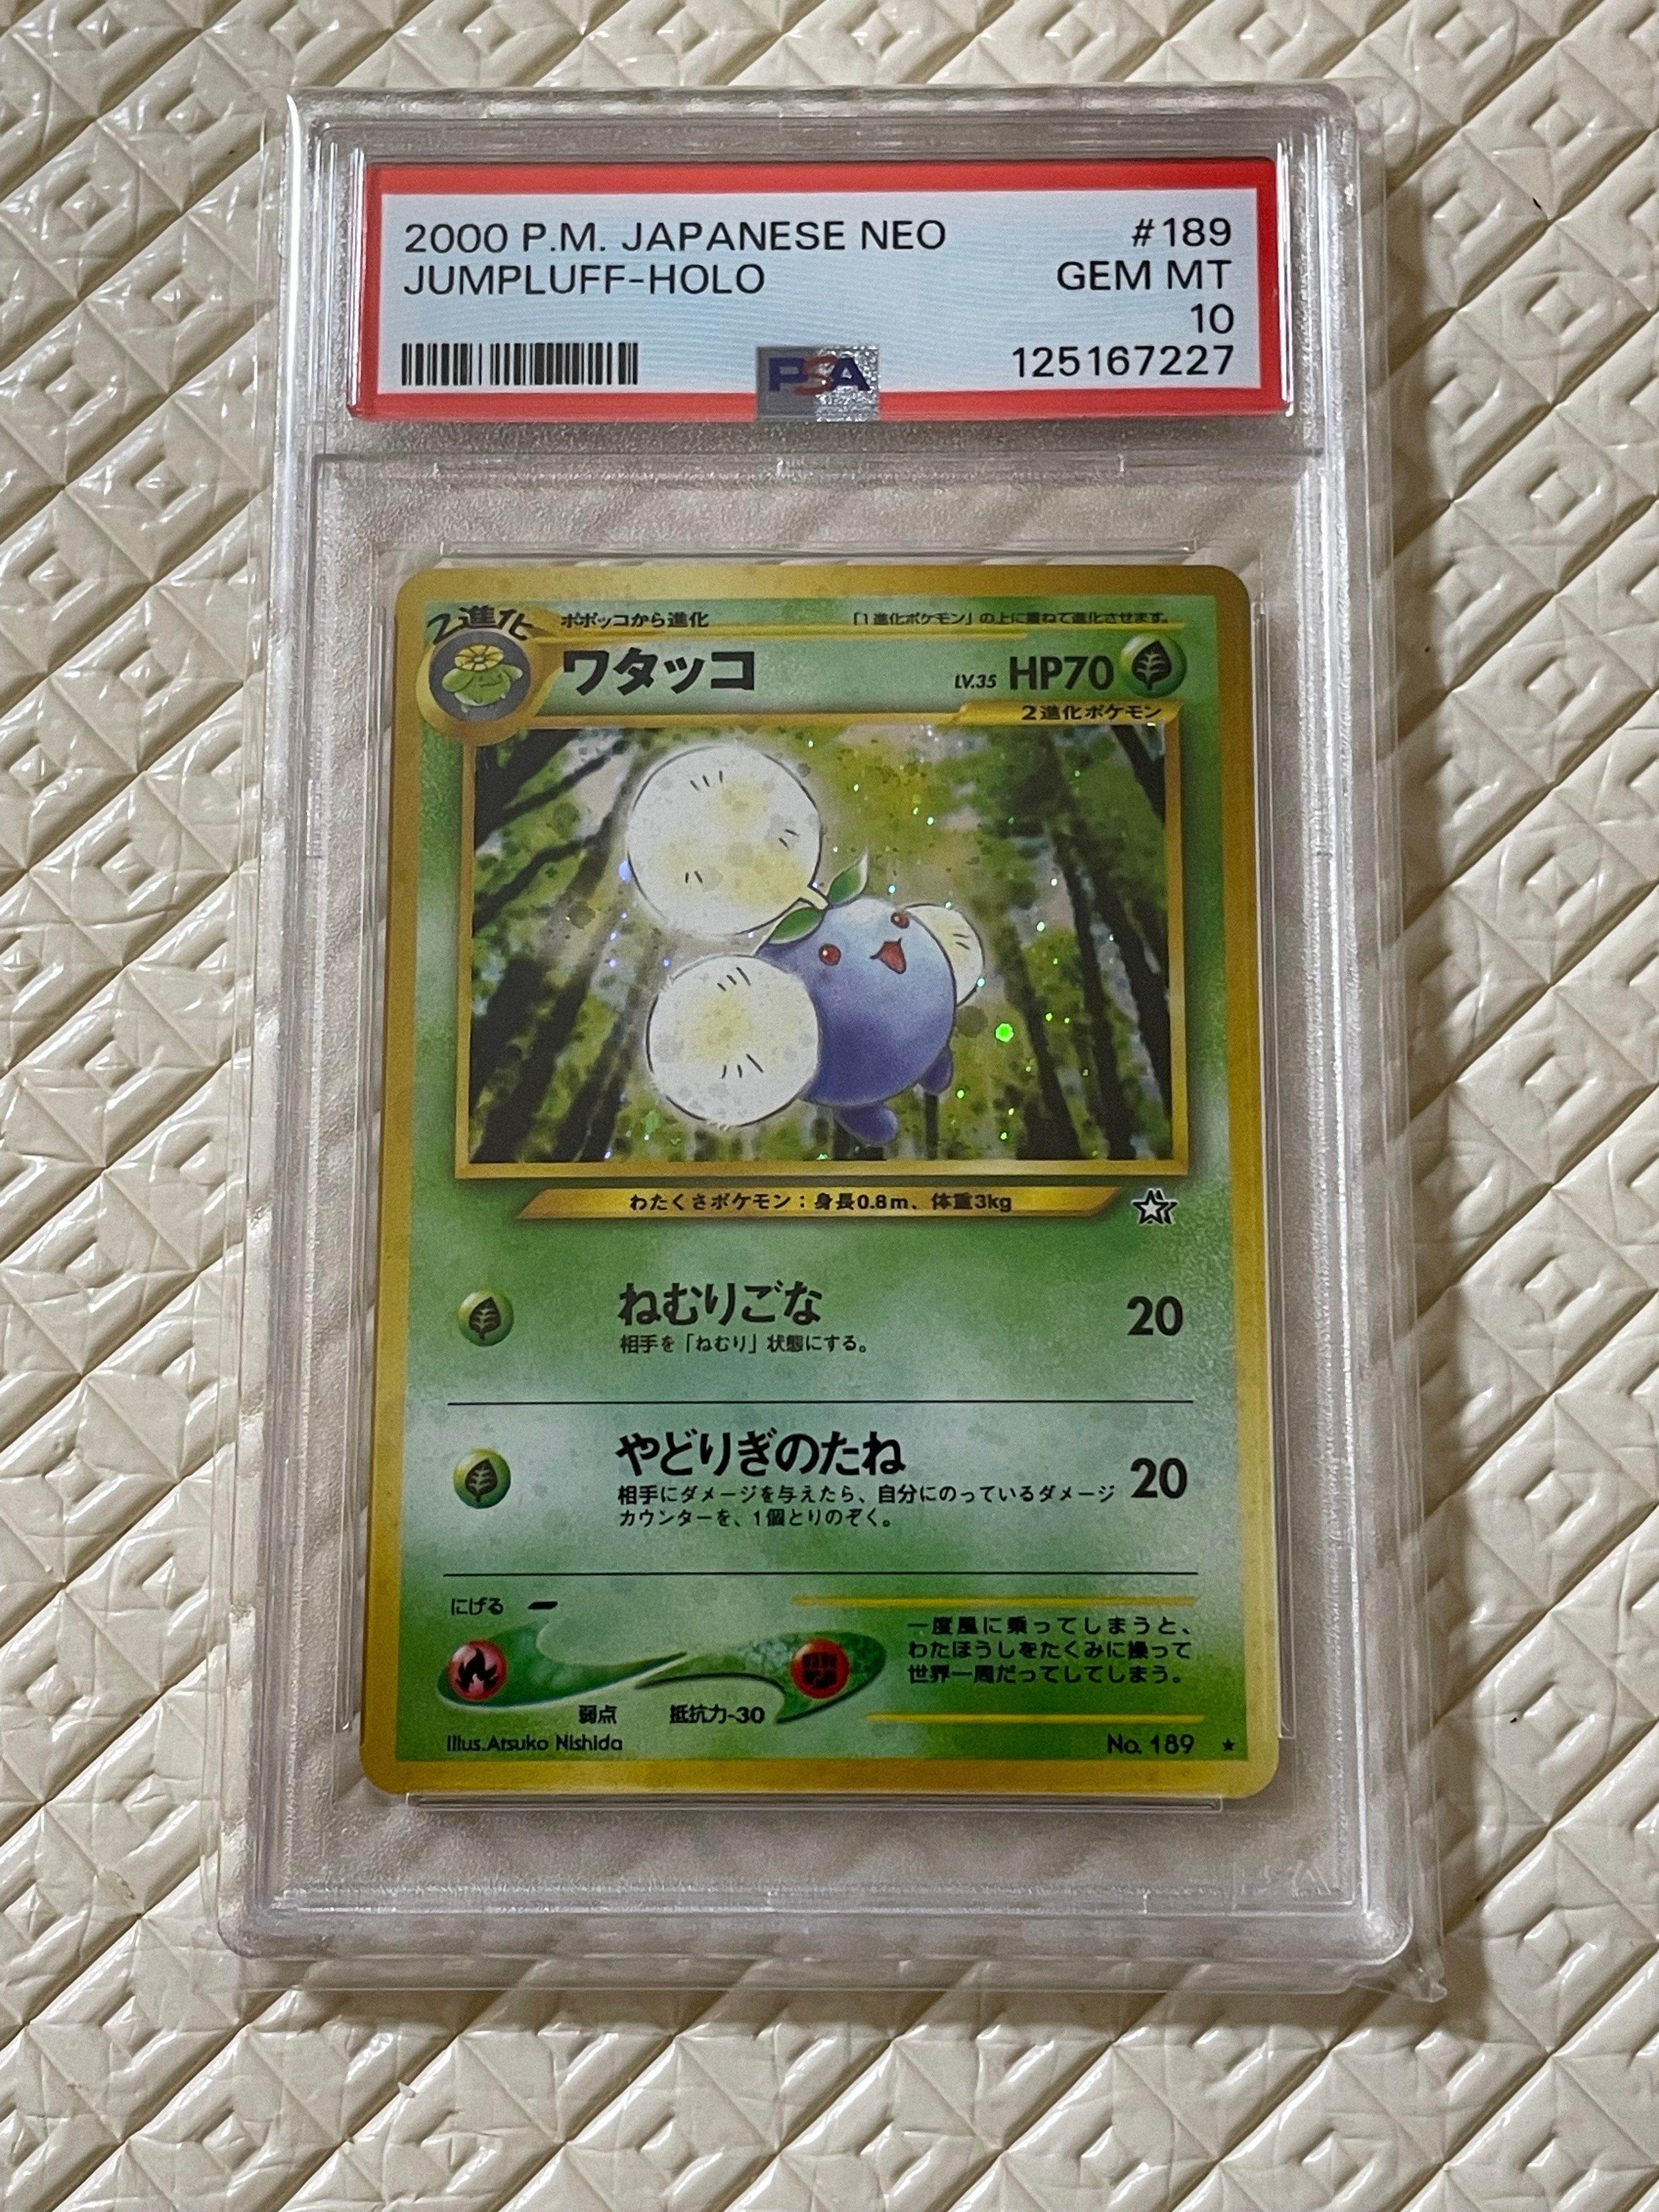 2000 P.M. JAPANESE NEO #189
JUMPLUFF-HOLO GEM MT
10
PSA 125167227
2進化 ポポッコから進化 「1進化ポケモン」の上に重ねて進化させます。
ワタッコ LV.35 HP70
2進化ポケモン
わたくさポケモン：身長0.8m、体重3kg
ねむりごな 20
相手を「ねむり」状態にする。
やどりぎのたね 20
相手にダメージを与えたら、自分にのっているダメージ
カウンターを、1個とりのぞく。
にげる
一度風に乗ってしまうと、
わたほうしをたくみに操って
世界一周だってしてしまう。
弱点 抵抗力-30
Illus.Atsuko Nishida No. 189 ★